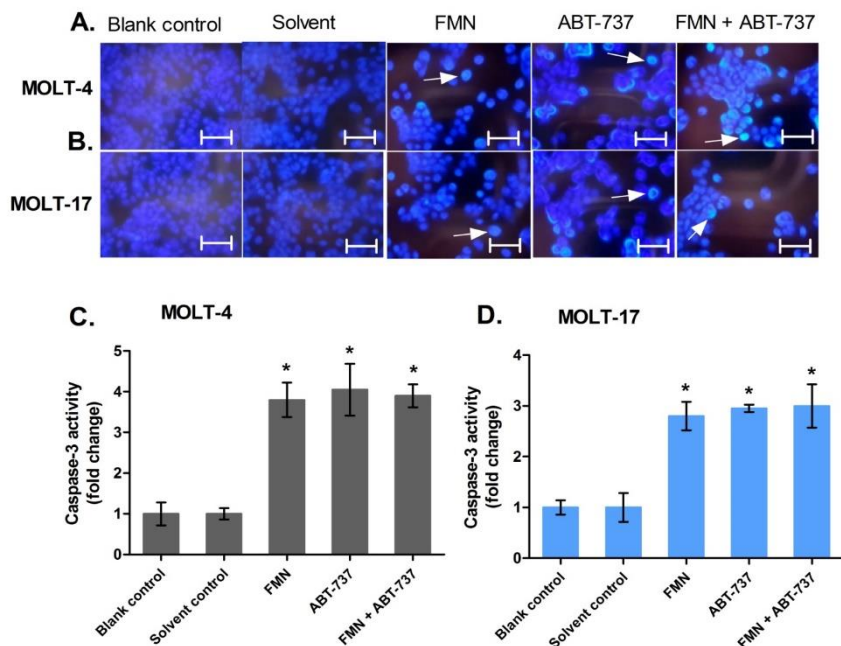 A. Blank control Solvent FMN ABT-737 FMN + ABT-737
MOLT-4
B.
MOLT-17
C. MOLT-4
Caspase-3 activity
(fold change)
5
4
3
2
1
0
* * *
Blank control
Solvent control
FMN
ABT-737
FMN + ABT-737
D. MOLT-17
Caspase-3 activity
(fold change)
4
3
2
1
0
* * *
Blank control
Solvent control
FMN
ABT-737
FMN + ABT-737